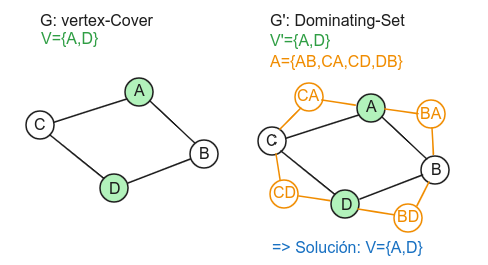 G: vertex-Cover
V={A,D}
A
C
B
D
G': Dominating-Set
V'={A,D}
A={AB,CA,CD,DB}
CA
A
BA
C
B
CD
D
BD
=> Solución: V={A,D}